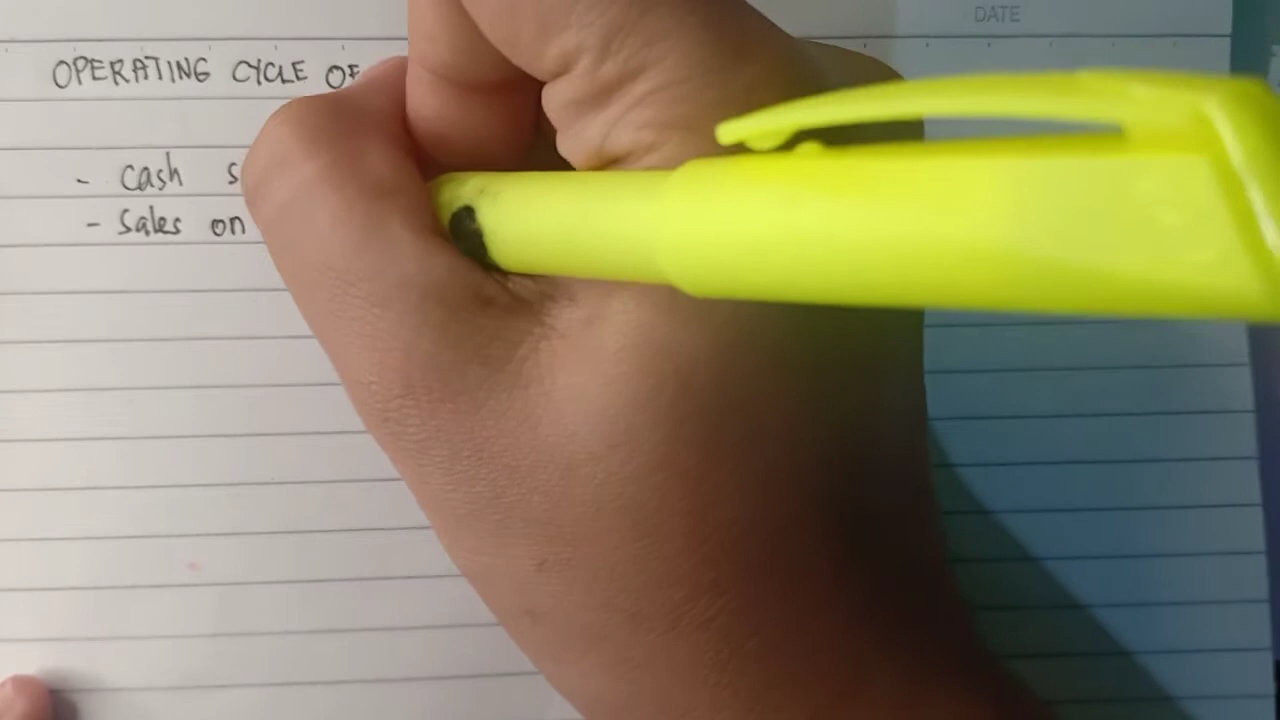 DATE
OPERATING CYCLE OF
- Cash
- Sales on